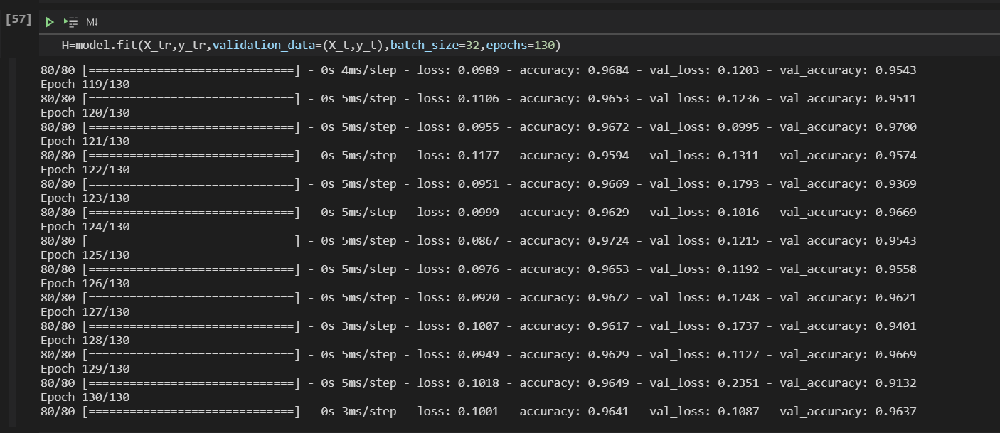 [57]
M↓
H=model.fit(X_tr,y_tr,validation_data=(X_t,y_t),batch_size=32,epochs=130)
80/80 [==============================] - 0s 4ms/step - loss: 0.0989 - accuracy: 0.9684 - val_loss: 0.1203 - val_accuracy: 0.9543
Epoch 119/130
80/80 [==============================] - 0s 5ms/step - loss: 0.1106 - accuracy: 0.9653 - val_loss: 0.1236 - val_accuracy: 0.9511
Epoch 120/130
80/80 [==============================] - 0s 5ms/step - loss: 0.0955 - accuracy: 0.9672 - val_loss: 0.0995 - val_accuracy: 0.9700
Epoch 121/130
80/80 [==============================] - 0s 5ms/step - loss: 0.1177 - accuracy: 0.9594 - val_loss: 0.1311 - val_accuracy: 0.9574
Epoch 122/130
80/80 [==============================] - 0s 5ms/step - loss: 0.0951 - accuracy: 0.9669 - val_loss: 0.1793 - val_accuracy: 0.9369
Epoch 123/130
80/80 [==============================] - 0s 5ms/step - loss: 0.0999 - accuracy: 0.9629 - val_loss: 0.1016 - val_accuracy: 0.9669
Epoch 124/130
80/80 [==============================] - 0s 5ms/step - loss: 0.0867 - accuracy: 0.9724 - val_loss: 0.1215 - val_accuracy: 0.9543
Epoch 125/130
80/80 [==============================] - 0s 5ms/step - loss: 0.0976 - accuracy: 0.9653 - val_loss: 0.1192 - val_accuracy: 0.9558
Epoch 126/130
80/80 [==============================] - 0s 5ms/step - loss: 0.0920 - accuracy: 0.9672 - val_loss: 0.1248 - val_accuracy: 0.9621
Epoch 127/130
80/80 [==============================] - 0s 3ms/step - loss: 0.1007 - accuracy: 0.9617 - val_loss: 0.1737 - val_accuracy: 0.9401
Epoch 128/130
80/80 [==============================] - 0s 5ms/step - loss: 0.0949 - accuracy: 0.9629 - val_loss: 0.1127 - val_accuracy: 0.9669
Epoch 129/130
80/80 [==============================] - 0s 5ms/step - loss: 0.1018 - accuracy: 0.9649 - val_loss: 0.2351 - val_accuracy: 0.9132
Epoch 130/130
80/80 [==============================] - 0s 3ms/step - loss: 0.1001 - accuracy: 0.9641 - val_loss: 0.1087 - val_accuracy: 0.9637